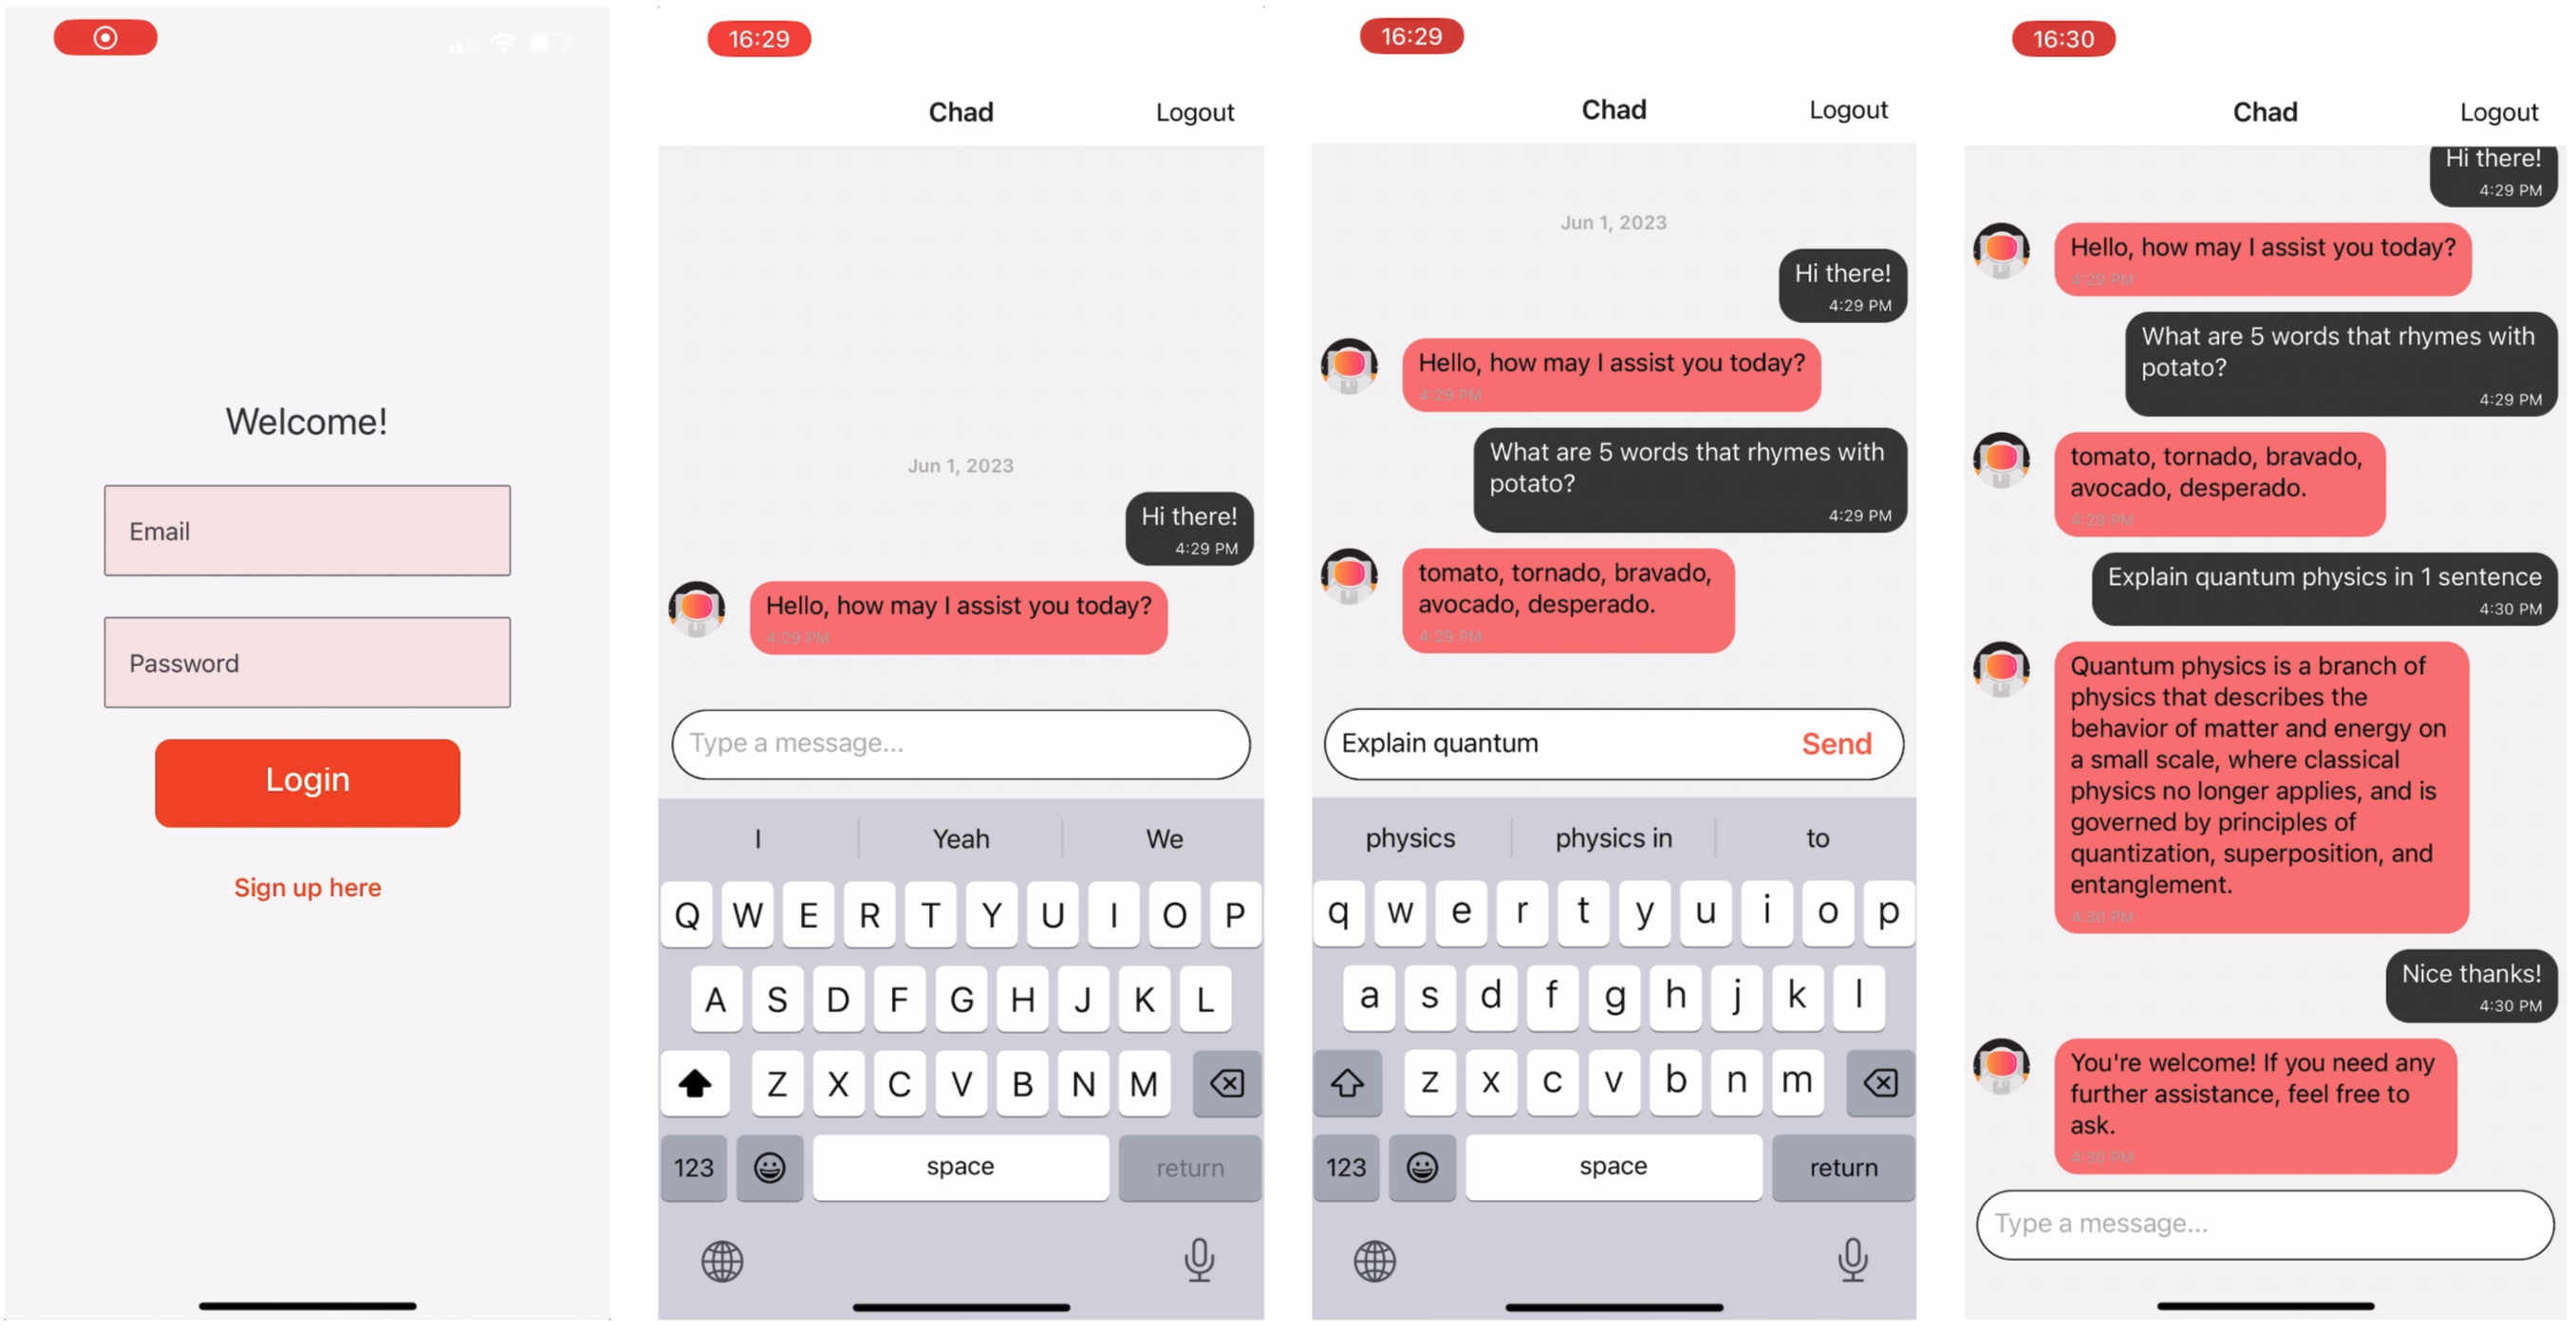 Welcome!
Email
Password
Login
Sign up here
16:29
Chad
Logout
Jun 1, 2023
Hi there!
4:29 PM
Hello, how may I assist you today?
4:29 PM
Type a message...
I
Yeah
We
Q W E R T Y U I O P
A S D F G H J K L
Z X C V B N M
123
space
return
16:29
Chad
Logout
Jun 1, 2023
Hi there!
4:29 PM
Hello, how may I assist you today?
4:29 PM
What are 5 words that rhymes with
potato?
4:29 PM
tomato, tornado, bravado,
avocado, desperado.
4:29 PM
Explain quantum
Send
physics
physics in
to
q w e r t y u i o p
a s d f g h j k l
z x c v b n m
123
space
return
16:30
Chad
Logout
Hi there!
4:29 PM
Hello, how may I assist you today?
4:29 PM
What are 5 words that rhymes with
potato?
4:29 PM
tomato, tornado, bravado,
avocado, desperado.
4:29 PM
Explain quantum physics in 1 sentence
4:30 PM
Quantum physics is a branch of
physics that describes the
behavior of matter and energy on
a small scale, where classical
physics no longer applies, and is
governed by principles of
quantization, superposition, and
entanglement.
4:30 PM
Nice thanks!
4:30 PM
You're welcome! If you need any
further assistance, feel free to
ask.
4:30 PM
Type a message...